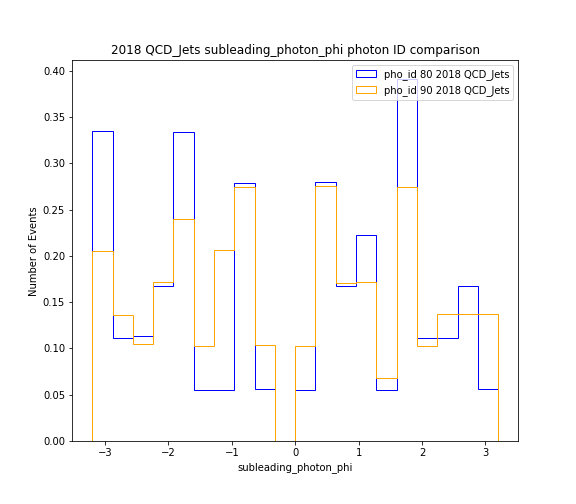 2018 QCD_Jets subleading_photon_phi photon ID comparison
pho_id 80 2018 QCD_Jets
pho_id 90 2018 QCD_Jets
0.40
0.35
0.30
0.25
0.20
0.15
0.10
0.05
0.00
Number of Events
−3 −2 −1 0 1 2 3
subleading_photon_phi